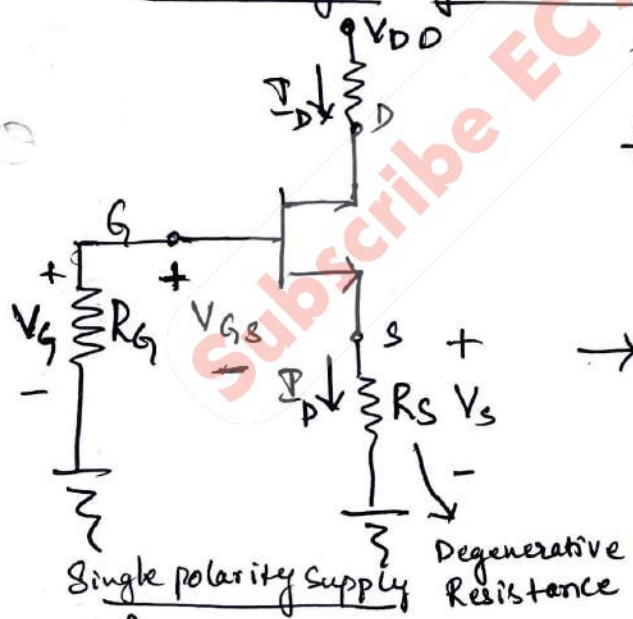 VDD
ID
D
G
+
+
VG
RG
VGS
-
-
S
+
ID
RS
VS
-
Degenerative
Resistance
Single polarity supply
Subscribe EC